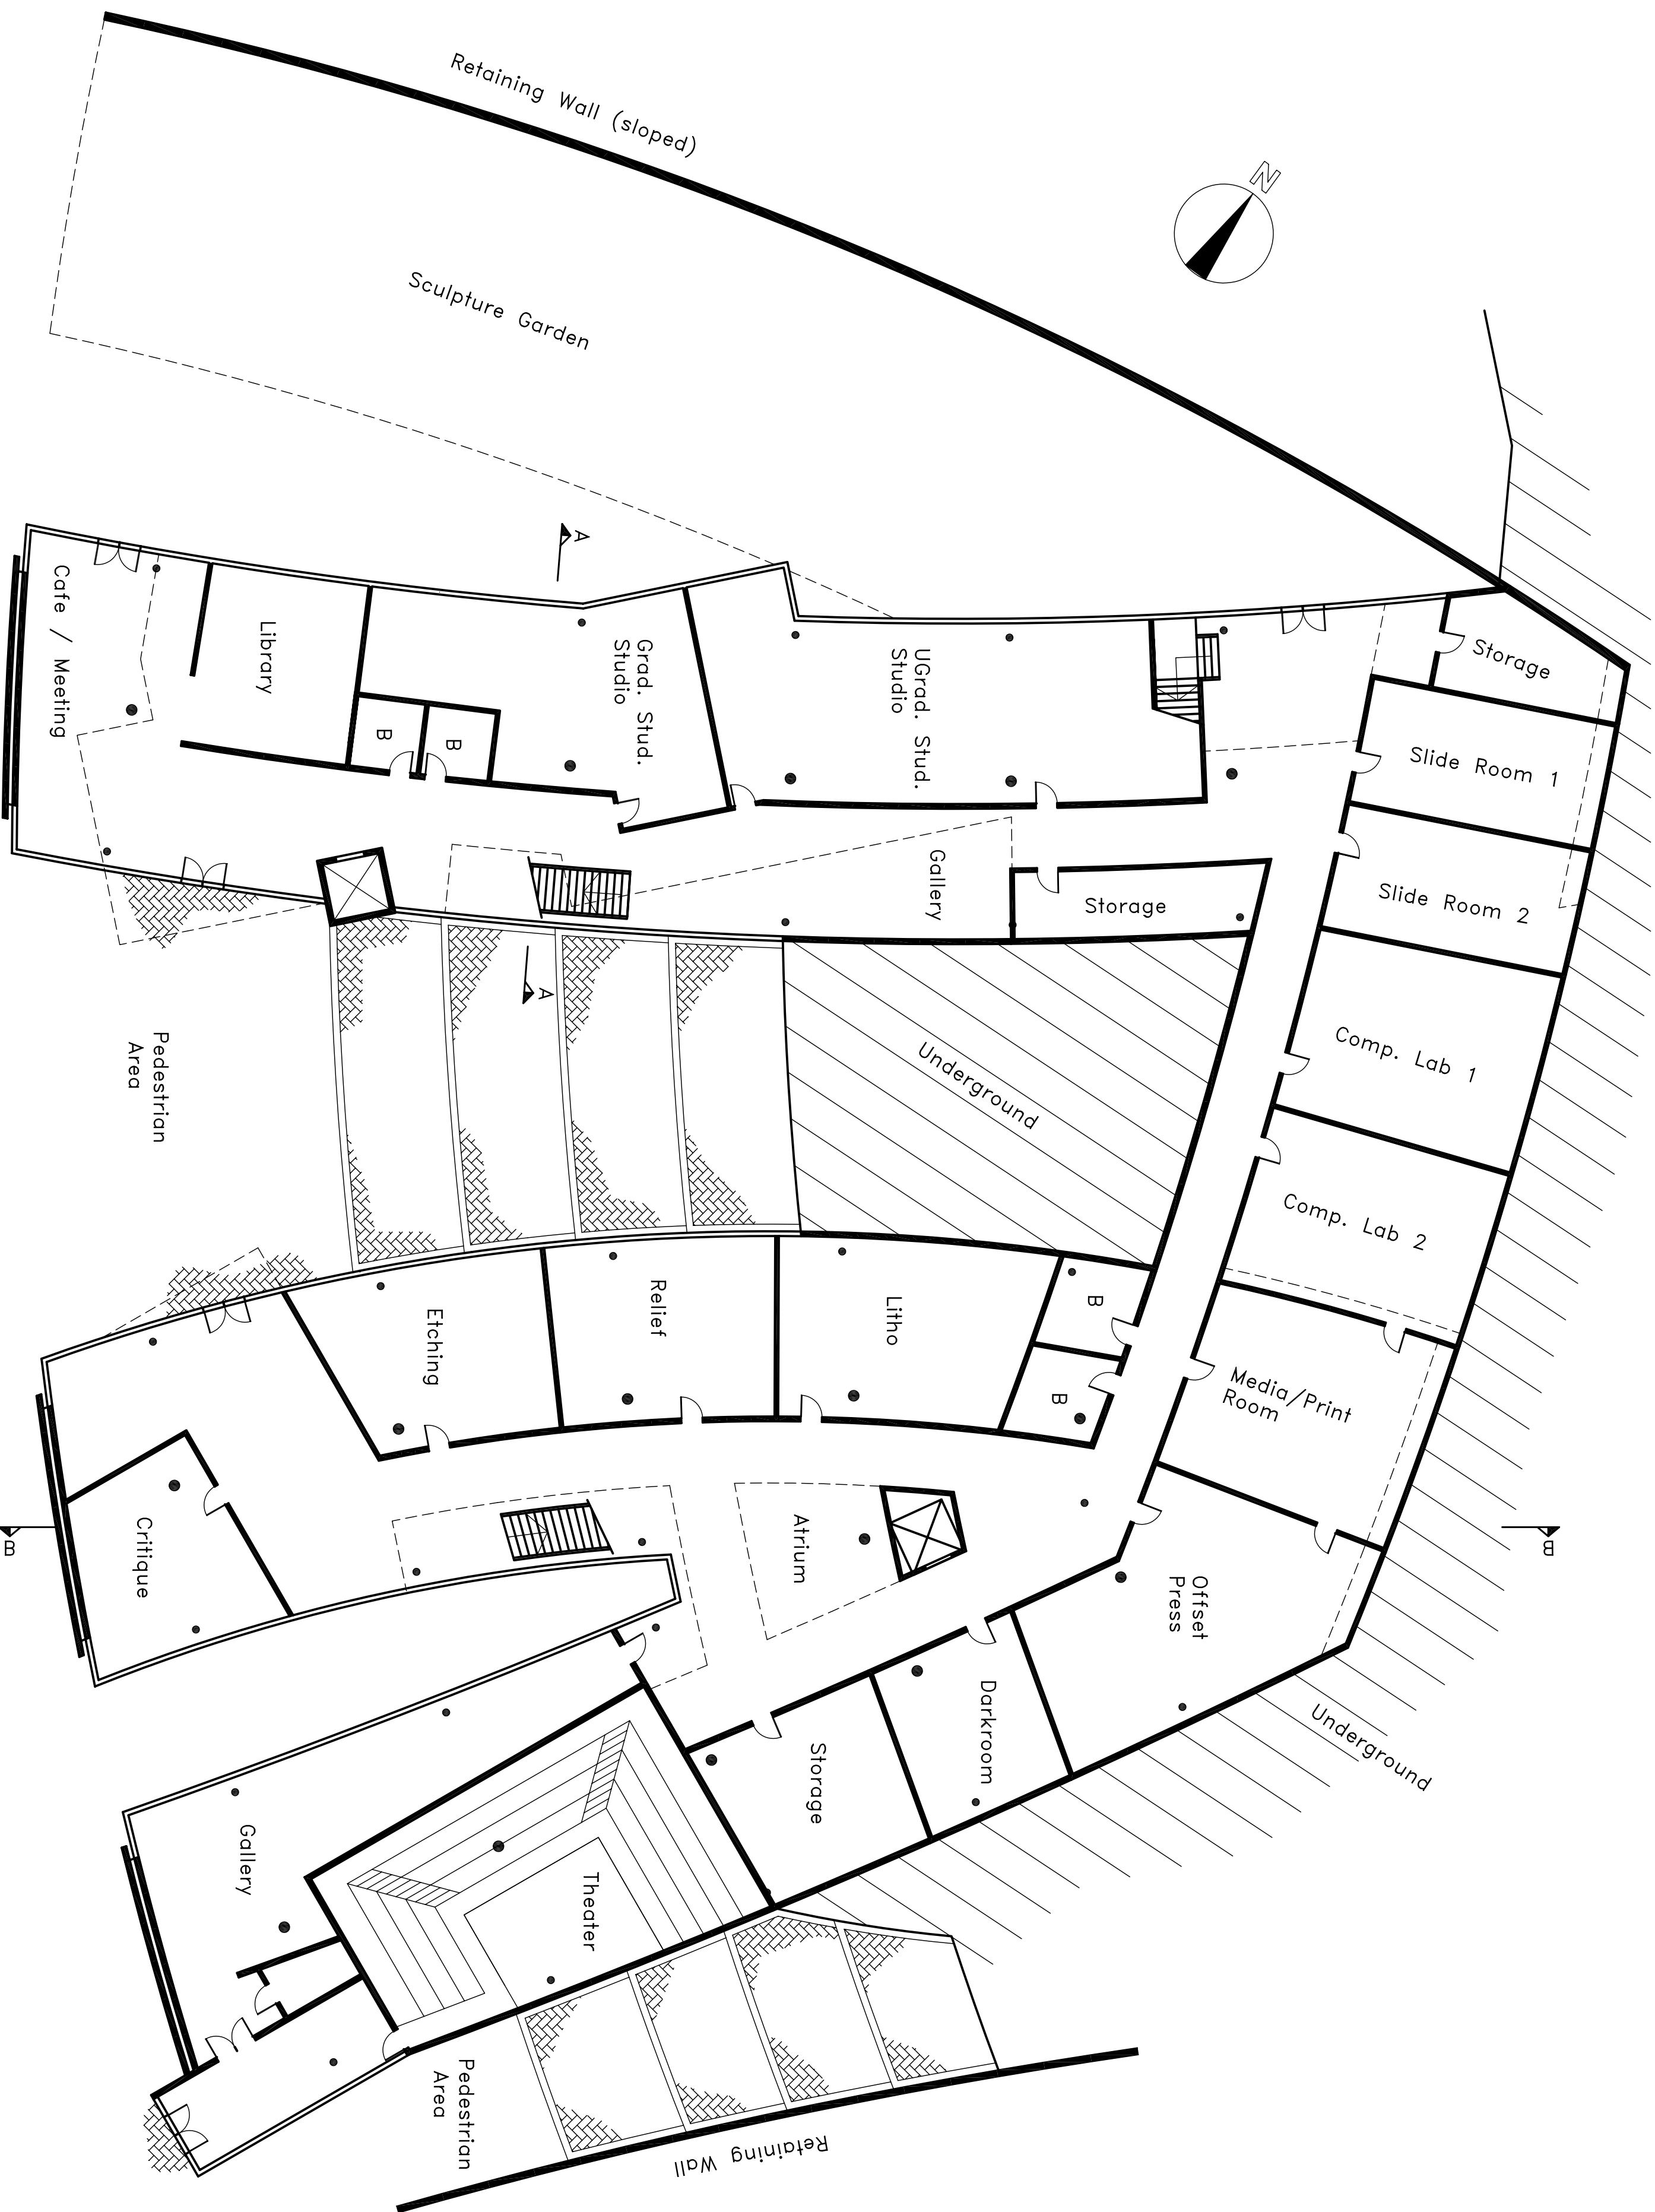 Retaining Wall (sloped)
N
Sculpture Garden
A
Cafe / Meeting
Library
B
B
Grad. Stud.
Studio
UGrad. Stud.
Studio
Storage
Slide Room 1
Slide Room 2
Gallery
Storage
A
Pedestrian
Area
Underground
Comp. Lab 1
Comp. Lab 2
Etching
Relief
Litho
B
B
Media/Print
Room
B
Critique
Atrium
B
Offset
Press
Underground
Darkroom
Storage
Gallery
Theater
Pedestrian
Area
Retaining Wall